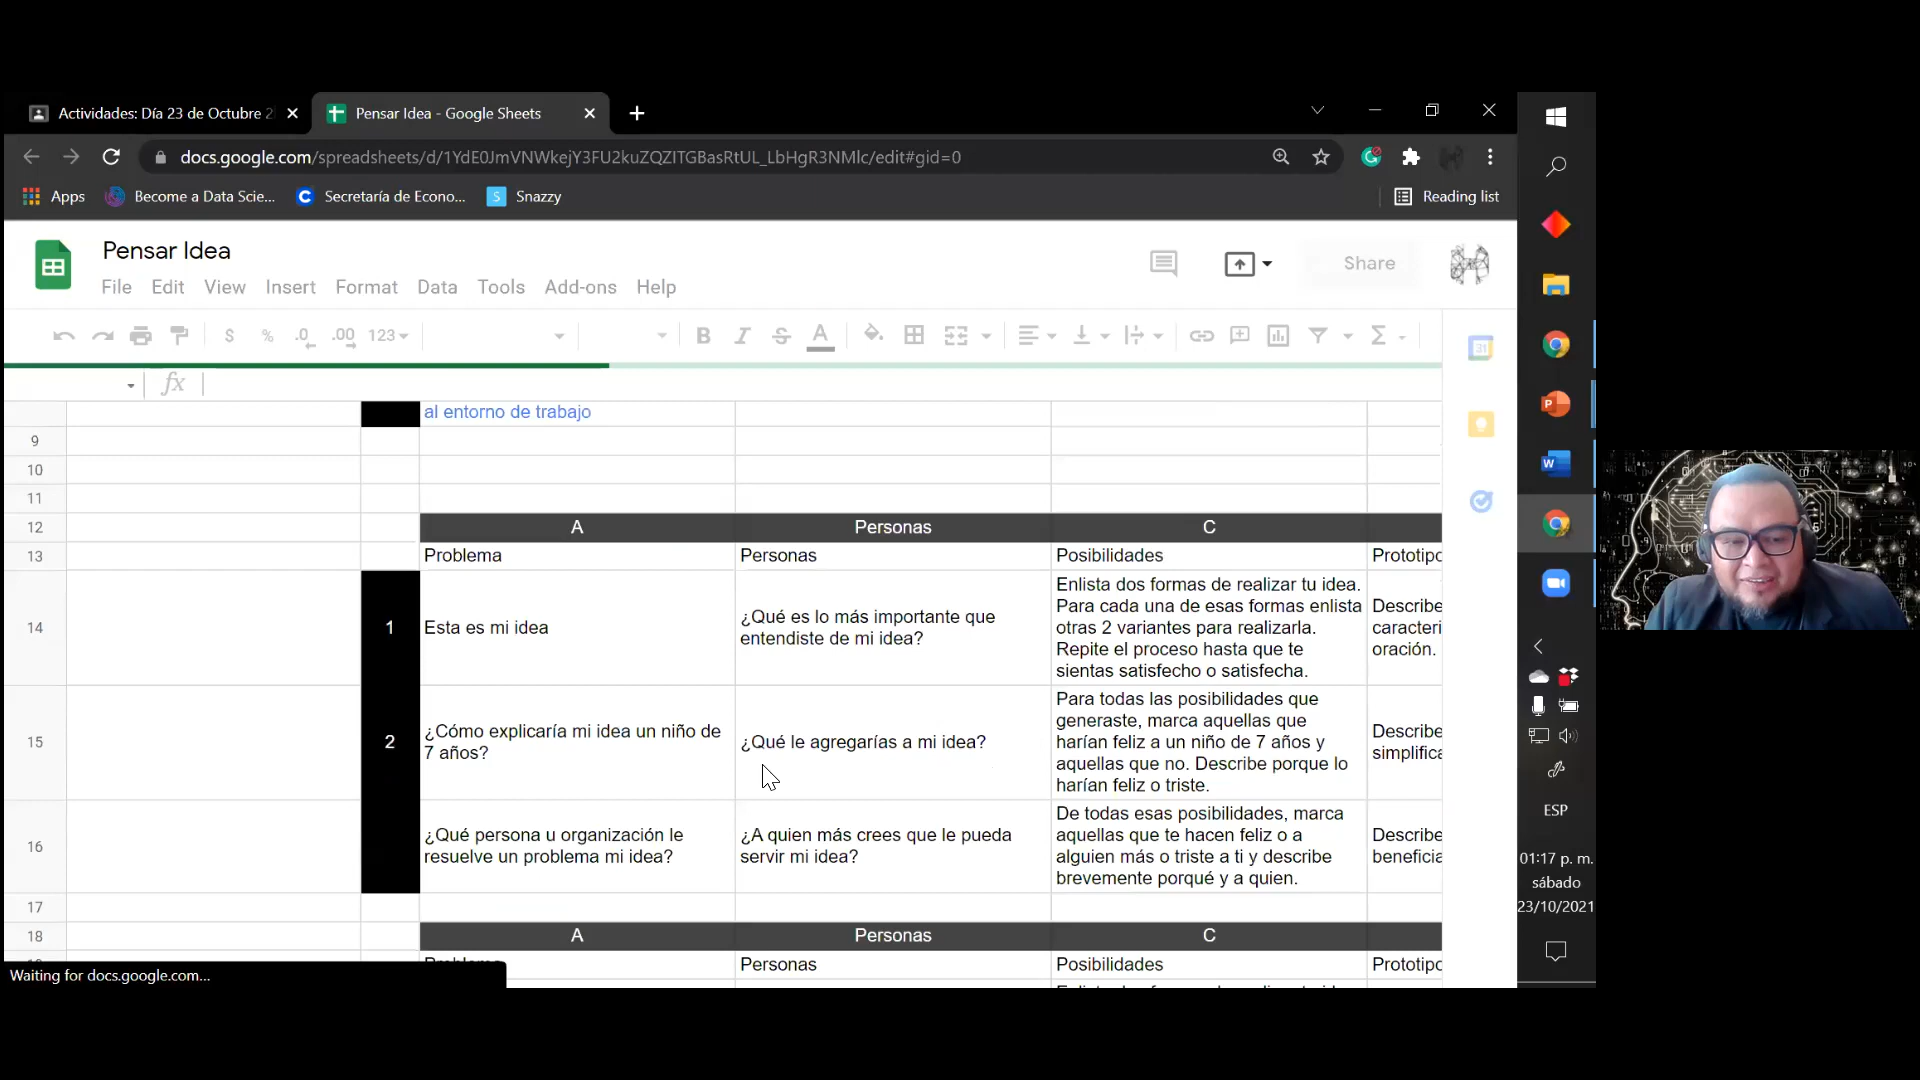 Actividades: Día 23 de Octubre 2
Pensar Idea - Google Sheets
docs.google.com/spreadsheets/d/1YdE0JmVNWkejY3FU2kuZQZITGBasRtUL_LbHgR3NMlc/edit#gid=0
Apps
Become a Data Scie...
Secretaría de Econo...
S
Snazzy
Reading list
Pensar Idea
File Edit View Insert Format Data Tools Add-ons Help
Share
$ % .0 .00 123
B I S A
31
fx
al entorno de trabajo
9
10
11
12 A Personas C
13 Problema Personas Posibilidades Prototipo
14
1
Esta es mi idea
¿Qué es lo más importante que
entendiste de mi idea?
Enlista dos formas de realizar tu idea.
Para cada una de esas formas enlista
otras 2 variantes para realizarla.
Repite el proceso hasta que te
sientas satisfecho o satisfecha.
Describe
caracteri
oración.
15
2
¿Cómo explicaría mi idea un niño de
7 años?
¿Qué le agregarías a mi idea?
Para todas las posibilidades que
generaste, marca aquellas que
harían feliz a un niño de 7 años y
aquellas que no. Describe porque lo
harían feliz o triste.
Describe
simplifica
16
¿Qué persona u organización le
resuelve un problema mi idea?
¿A quien más crees que le pueda
servir mi idea?
De todas esas posibilidades, marca
aquellas que te hacen feliz o a
alguien más o triste a ti y describe
brevemente porqué y a quien.
Describe
beneficia
17
18 A Personas C
Personas Posibilidades Prototipo
Waiting for docs.google.com...
P
W
ESP
01:17 p. m.
sábado
23/10/2021